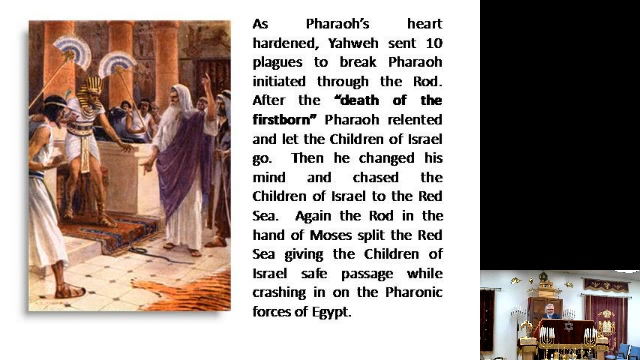 As Pharaoh's heart
hardened, Yahweh sent 10
plagues to break Pharaoh
initiated through the Rod.
After the “death of the
firstborn” Pharaoh relented
and let the Children of Israel
go. Then he changed his
mind and chased the
Children of Israel to the Red
Sea. Again the Rod in the
hand of Moses split the Red
Sea giving the Children of
Israel safe passage while
crashing in on the Pharonic
forces of Egypt.